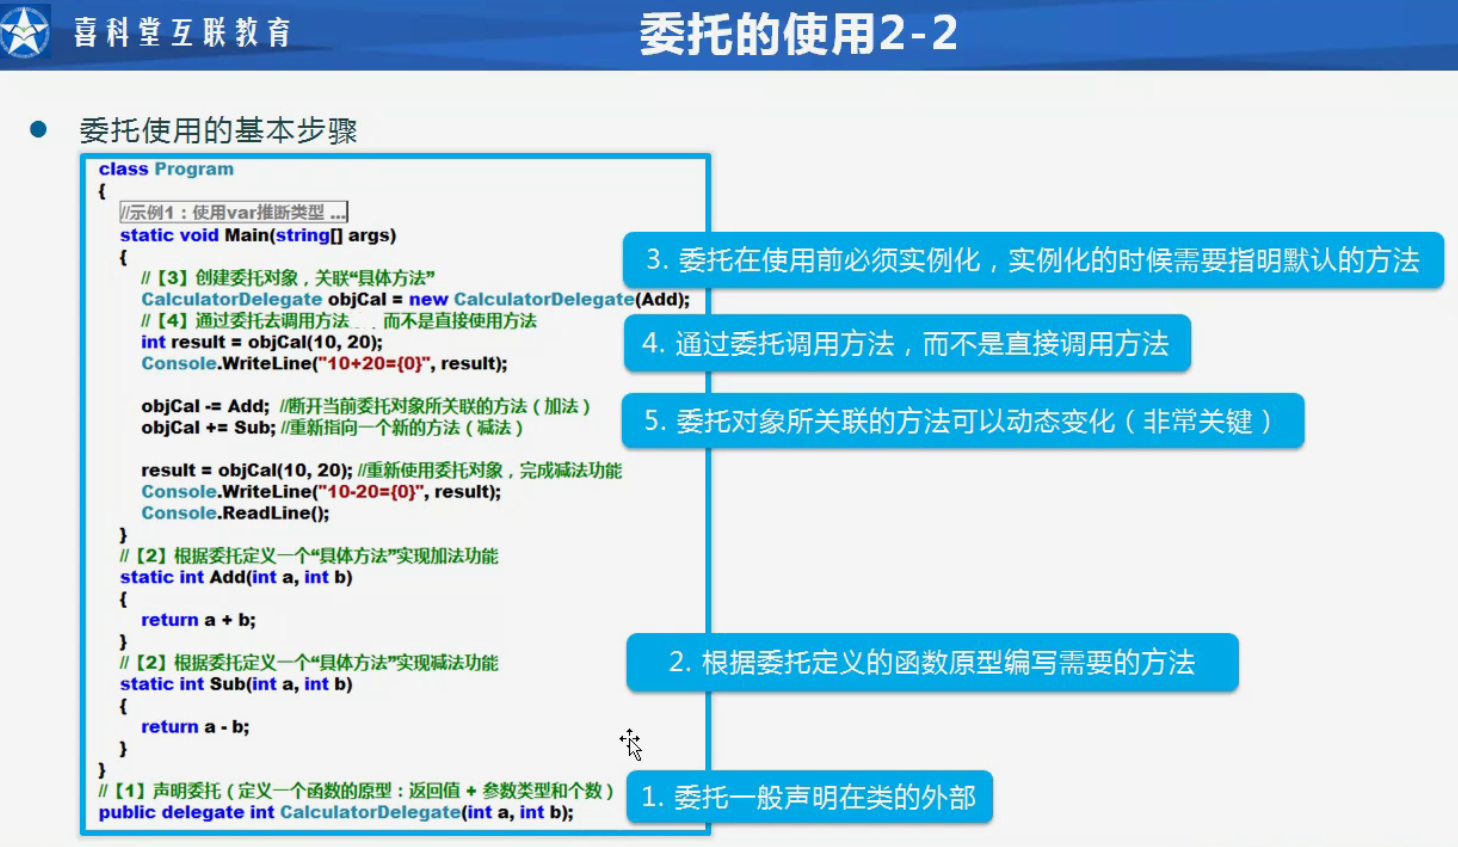 喜科堂互联教育
委托的使用2-2
委托使用的基本步骤
class Program
{
//示例1：使用var推断类型 ...
static void Main(string[] args)
{
//【3】创建委托对象，关联“具体方法”
CalculatorDelegate objCal = new CalculatorDelegate(Add);
//【4】通过委托去调用方法 而不是直接使用方法
int result = objCal(10, 20);
Console.WriteLine("10+20={0}", result);
objCal -= Add; //断开当前委托对象所关联的方法（加法）
objCal += Sub; //重新指向一个新的方法（减法）
result = objCal(10, 20); //重新使用委托对象，完成减法功能
Console.WriteLine("10-20={0}", result);
Console.ReadLine();
}
//【2】根据委托定义一个“具体方法”实现加法功能
static int Add(int a, int b)
{
return a + b;
}
//【2】根据委托定义一个“具体方法”实现减法功能
static int Sub(int a, int b)
{
return a - b;
}
}
//【1】声明委托（定义一个函数的原型：返回值 + 参数类型和个数）
public delegate int CalculatorDelegate(int a, int b);
3. 委托在使用前必须实例化，实例化的时候需要指明默认的方法
4. 通过委托调用方法，而不是直接调用方法
5. 委托对象所关联的方法可以动态变化（非常关键）
2. 根据委托定义的函数原型编写需要的方法
1. 委托一般声明在类的外部